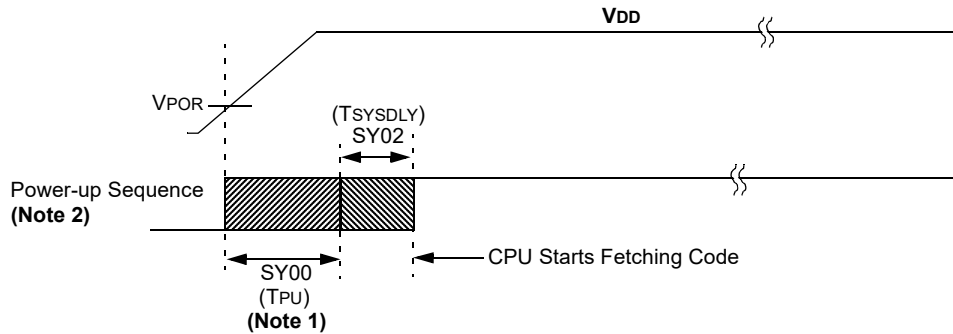 VDD
VPOR
(TSYSDLY)
SY02
Power-up Sequence
(Note 2)
CPU Starts Fetching Code
SY00
(TPU)
(Note 1)